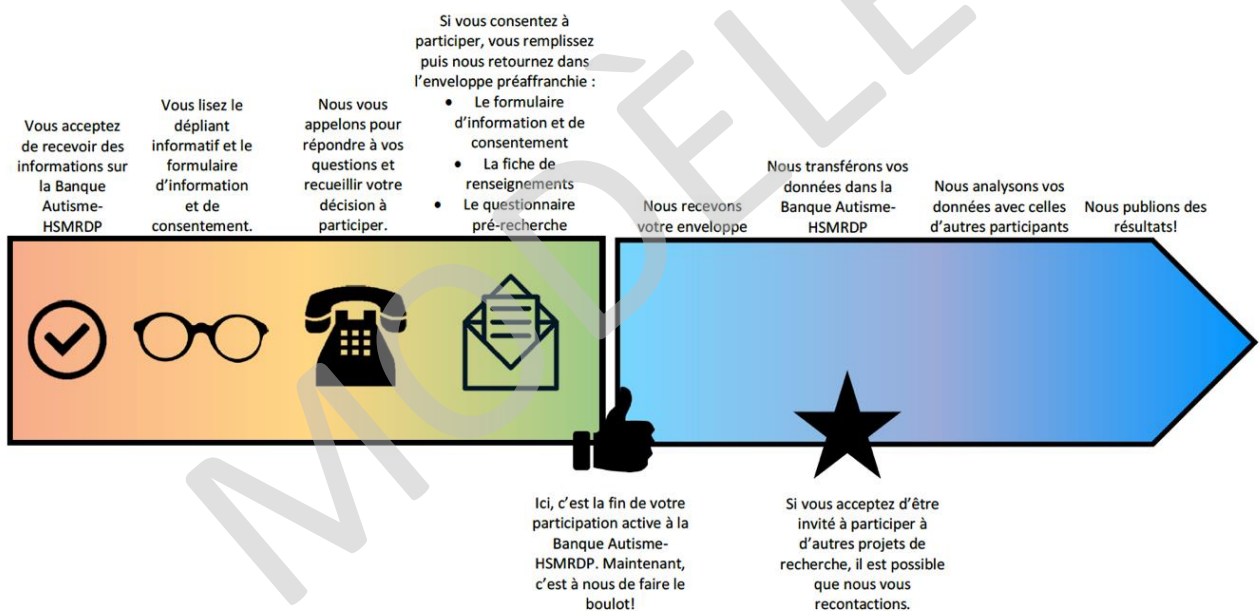 Vous acceptez
de recevoir des
informations sur
la Banque
Autisme-
HSMRDP
Vous lisez le
dépliant
informatif et le
formulaire
d’information
et de
consentement.
Nous vous
appelons pour
répondre à vos
questions et
recueillir votre
décision à
participer.
Si vous consentez à
participer, vous remplissez
puis nous retournez dans
l’enveloppe préaffranchie :
• Le formulaire
d’information et de
consentement
• La fiche de
renseignements
• Le questionnaire
pré-recherche
Nous recevons
votre enveloppe
Nous transférons vos
données dans la
Banque Autisme-
HSMRDP
Nous analysons vos
données avec celles
d’autres participants
Nous publions des
résultats!
Ici, c’est la fin de votre
participation active à la
Banque Autisme-
HSMRDP. Maintenant,
c’est à nous de faire le
boulot!
Si vous acceptez d’être
invité à participer à
d’autres projets de
recherche, il est possible
que nous vous
recontactions.
MODÈLE